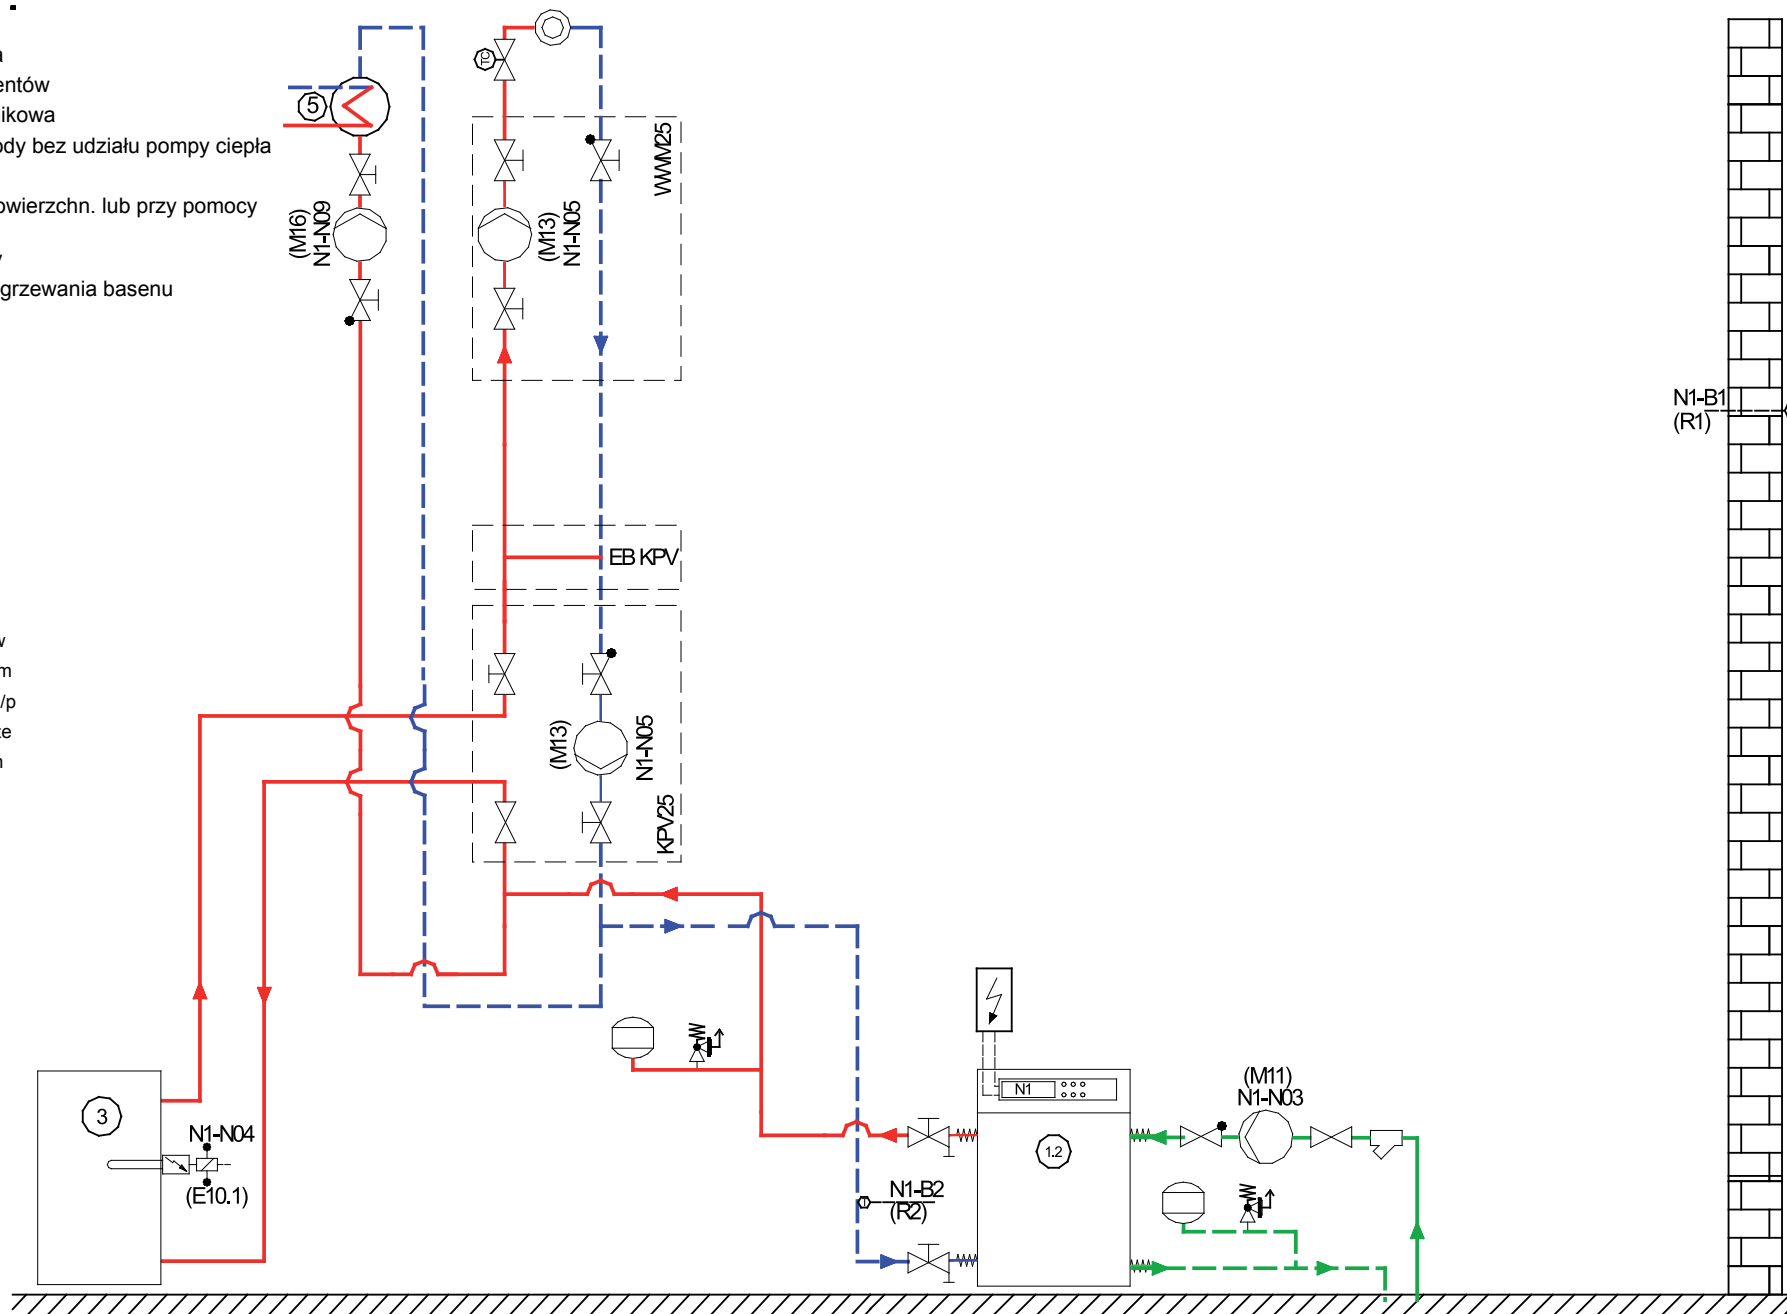 a
entów
ikowa
ody bez udziału pompy ciepła
owierzchn. lub przy pomocy
y
grzewania basenu
w
m
/p
te
n
5
TC
WWM25
(M16)
N1-N09
(M13)
N1-N05
N1-B1
(R1)
EB KPV
(M13)
N1-N05
KPV25
N1
(M11)
N1-N03
3
N1-N04
(E10.1)
1.2
N1-B2
(R2)